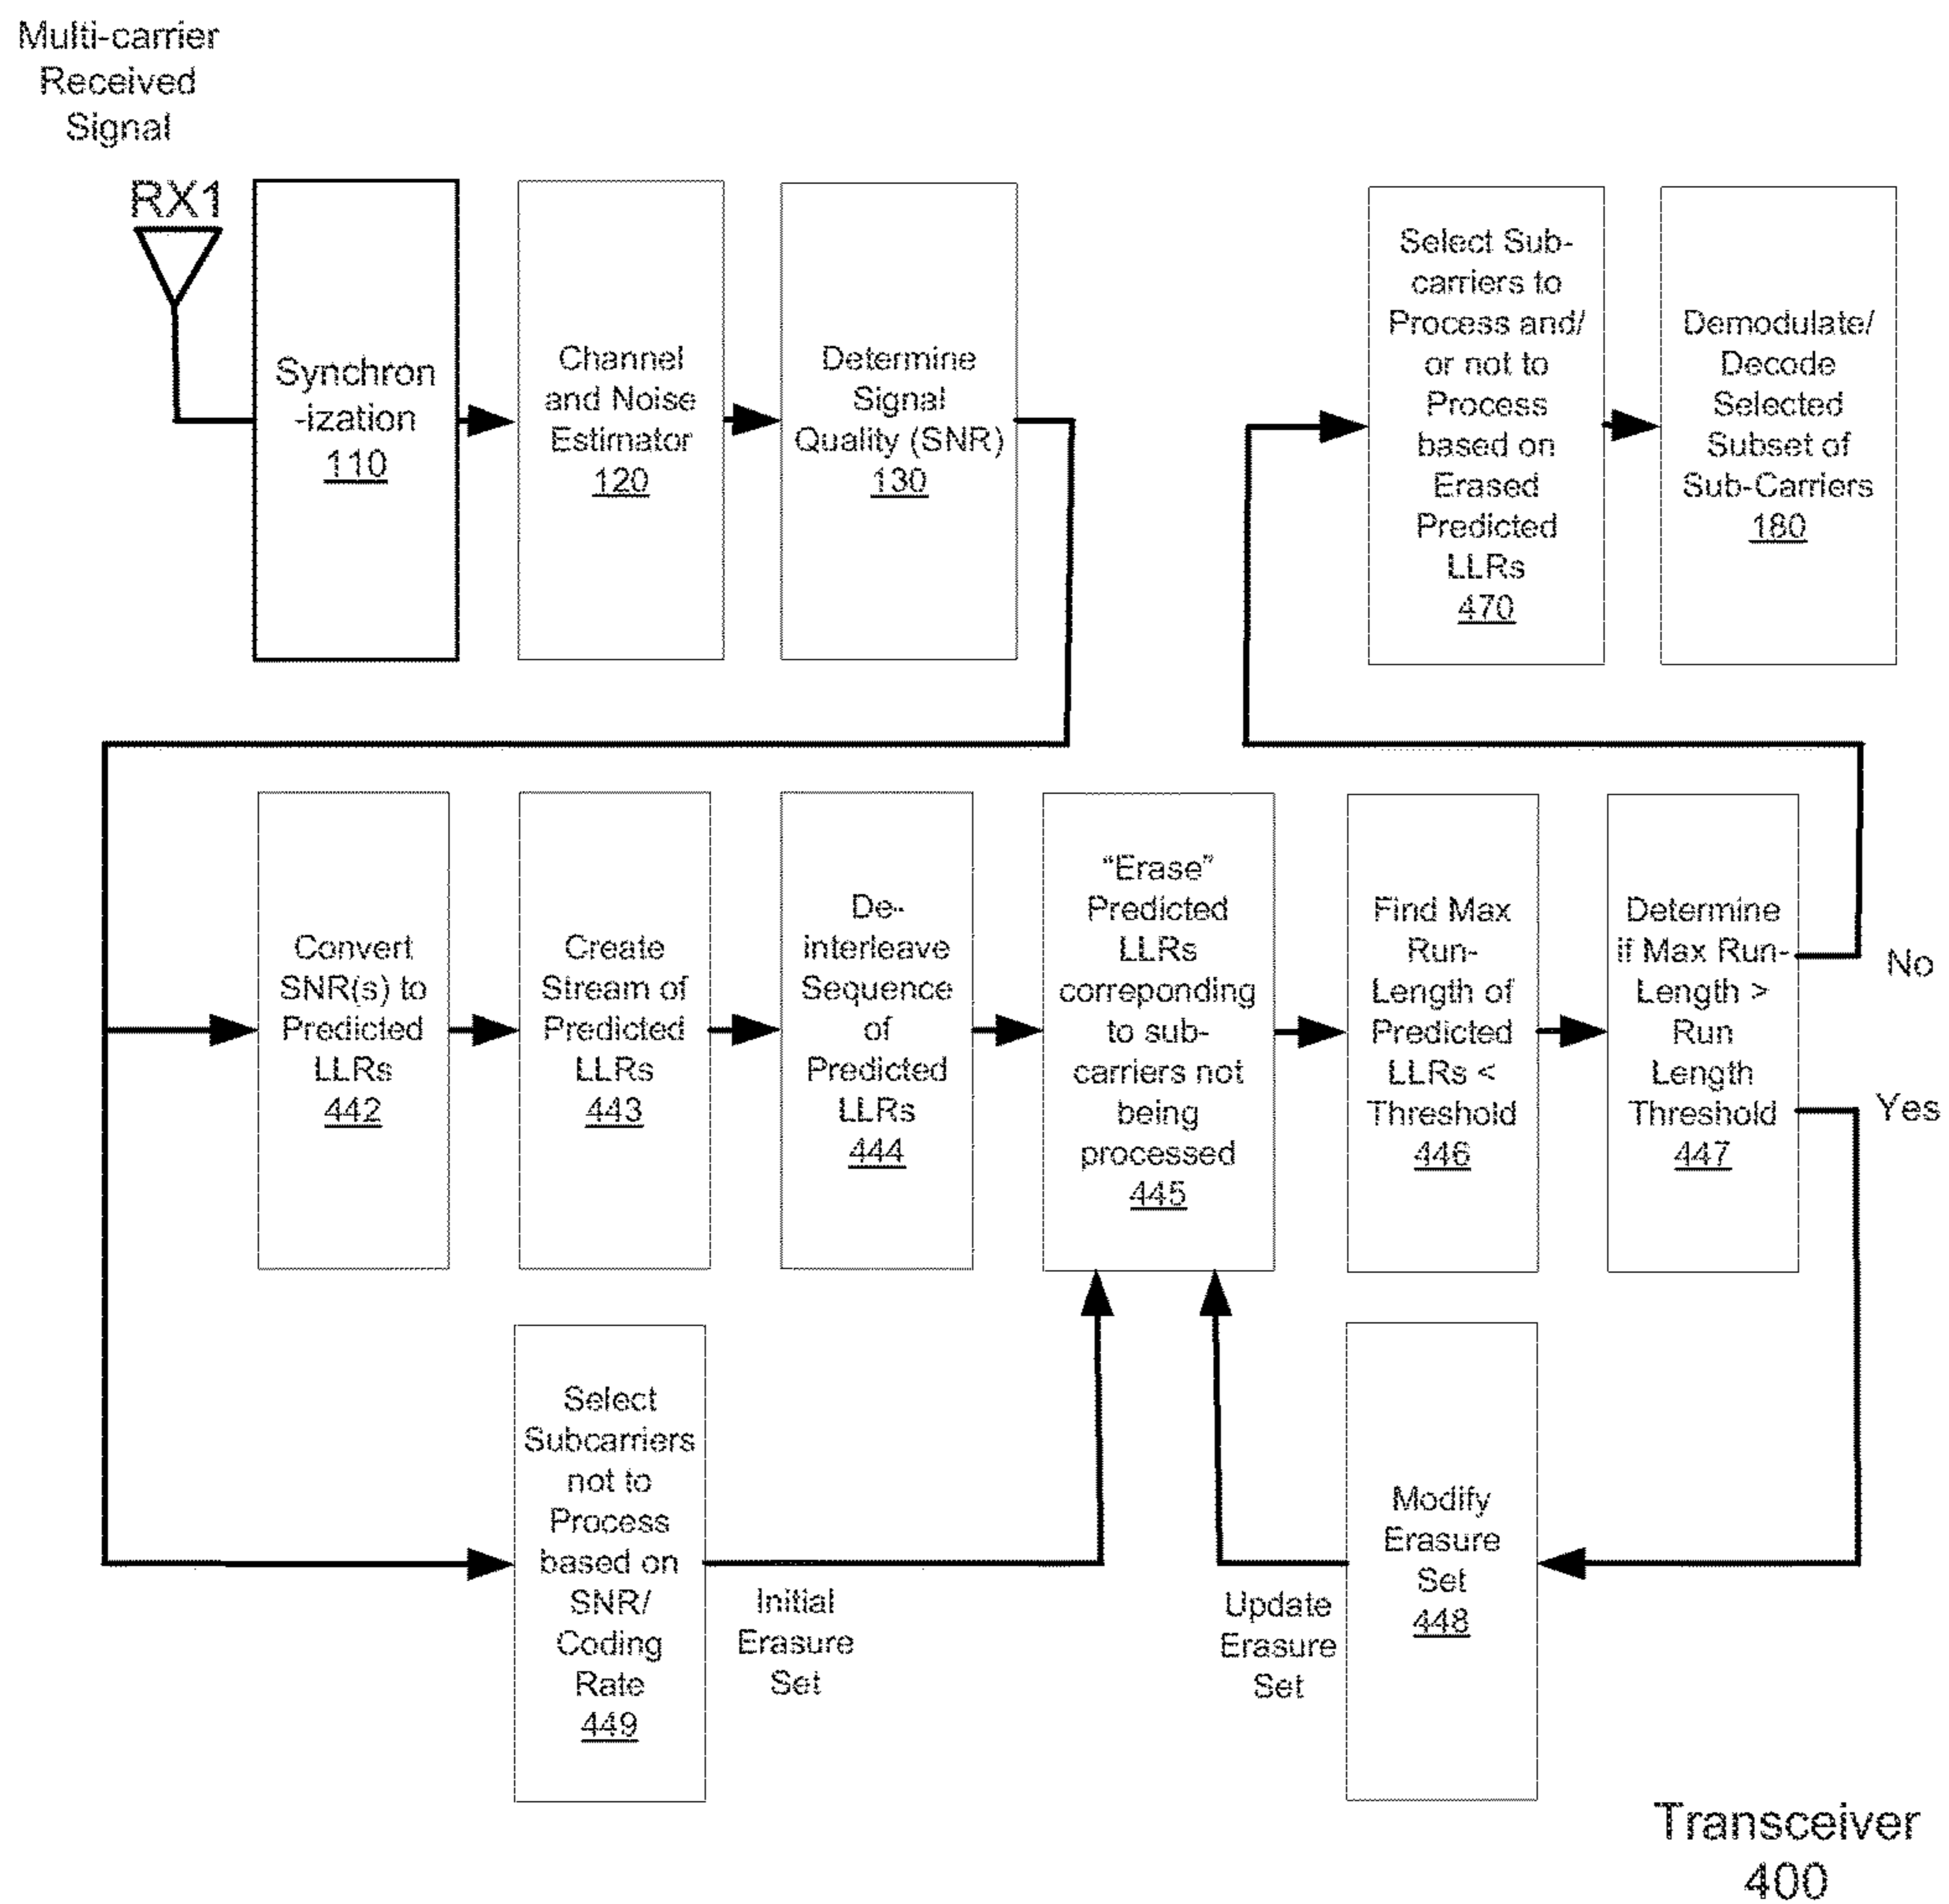 Multi-carrier
Received
Signal
RX1
Synchron
-ization
110
Channel
and Noise
Estimator
120
Determine
Signal
Quality (SNR)
130
Select Sub-
carriers to
Process and/
or not to
Process
based on
Erased
Predicted
LLRs
470
Demodulate/
Decode
Selected
Subset of
Sub-Carriers
180
Convert
SNR(s) to
Predicted
LLRs
442
Create
Stream of
Predicted
LLRs
443
De-
interleave
Sequence
of
Predicted
LLRs
444
“Erase”
Predicted
LLRs
correponding
to sub-
carriers not
being
processed
445
Find Max
Run-
Length of
Predicted
LLRs <
Threshold
446
Determine
if Max Run-
Length >
Run
Length
Threshold
447
No
Yes
Select
Subcarriers
not to
Process
based on
SNR/
Coding
Rate
449
Initial
Erasure
Set
Update
Erasure
Set
Modify
Erasure
Set
448
Transceiver
400